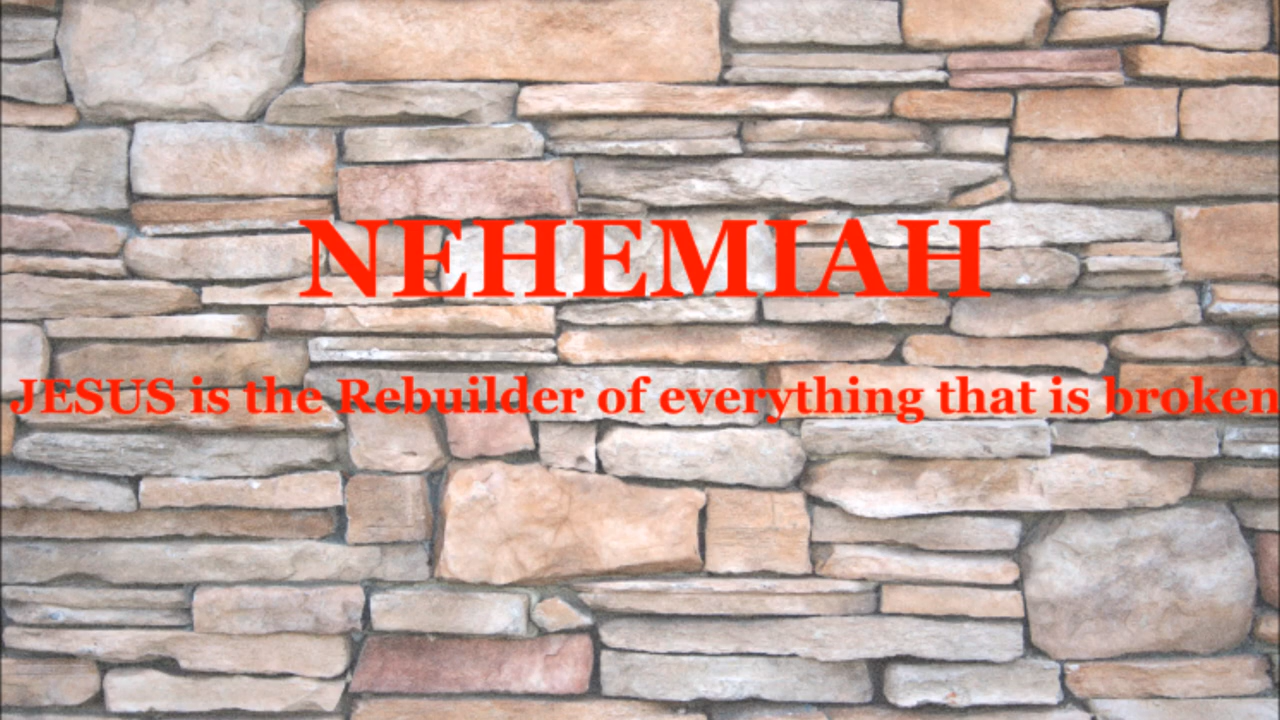 NEHEMIAH
JESUS is the Rebuilder of everything that is broken